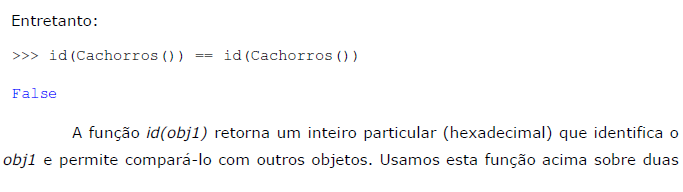 Entretanto:
>>> id(Cachorros()) == id(Cachorros())
False
A função id(obj1) retorna um inteiro particular (hexadecimal) que identifica o
obj1 e permite compará-lo com outros objetos. Usamos esta função acima sobre duas